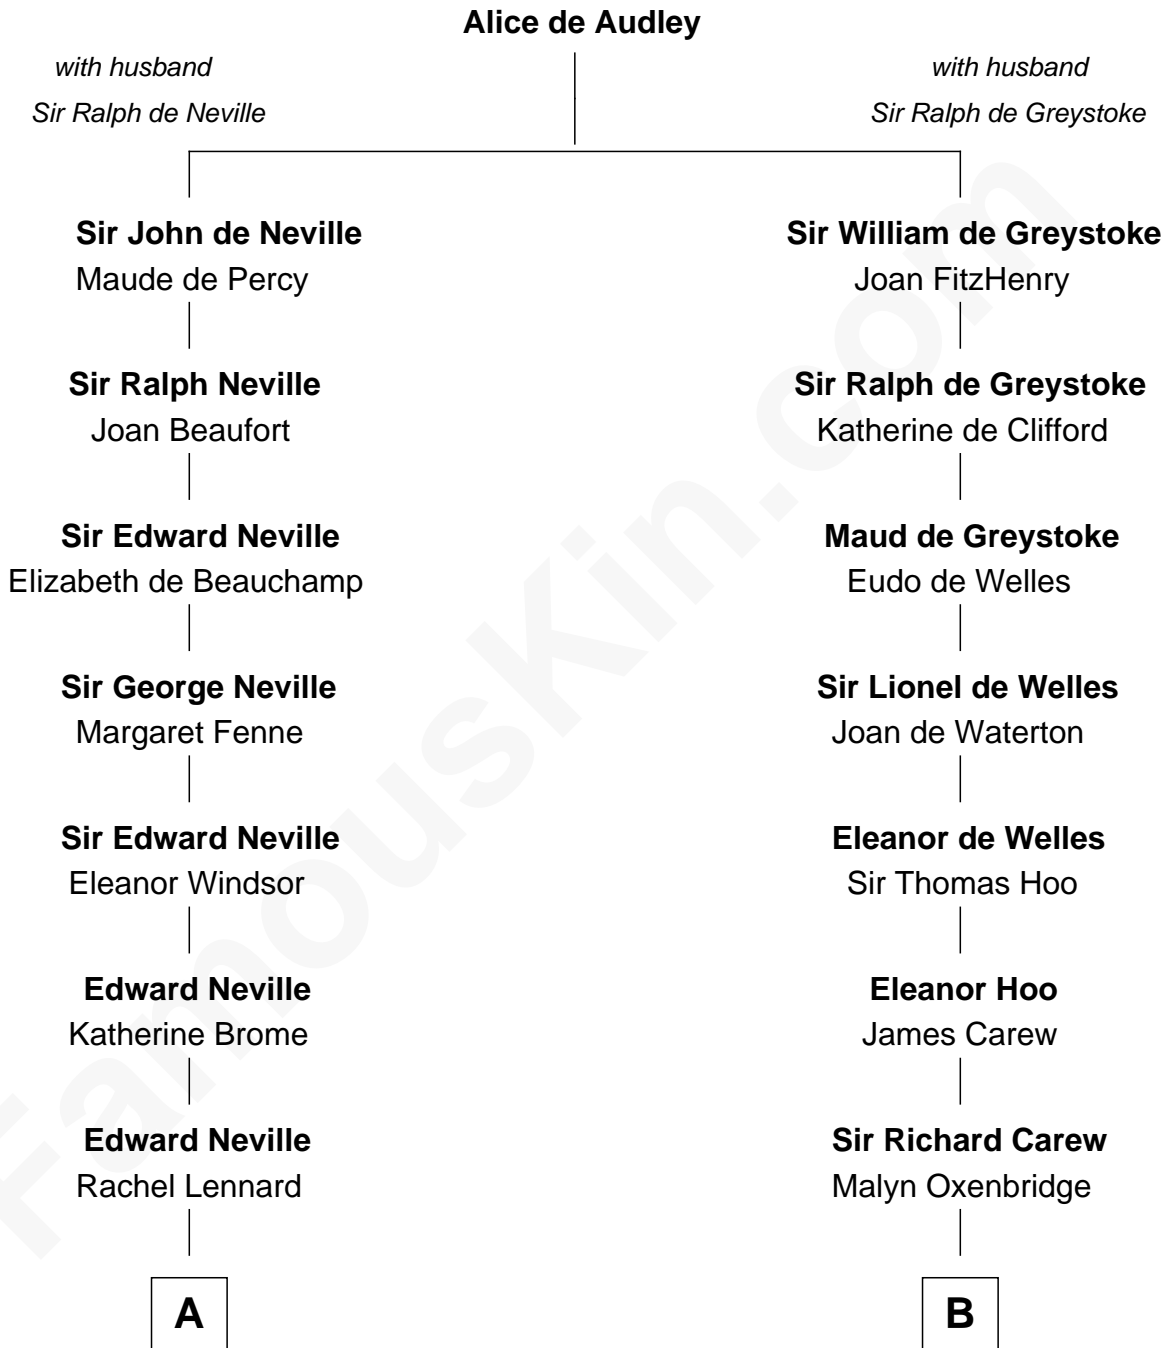 Alice de Audley
with husband
Sir Ralph de Neville
with husband
Sir Ralph de Greystoke
Sir John de Neville
Maude de Percy
Sir William de Greystoke
Joan FitzHenry
Sir Ralph Neville
Joan Beaufort
Sir Ralph de Greystoke
Katherine de Clifford
Sir Edward Neville
Elizabeth de Beauchamp
Maud de Greystoke
Eudo de Welles
Sir George Neville
Margaret Fenne
Sir Lionel de Welles
Joan de Waterton
Sir Edward Neville
Eleanor Windsor
Eleanor de Welles
Sir Thomas Hoo
Edward Neville
Katherine Brome
Eleanor Hoo
James Carew
Edward Neville
Rachel Lennard
Sir Richard Carew
Malyn Oxenbridge
A
B
FamousKin.com